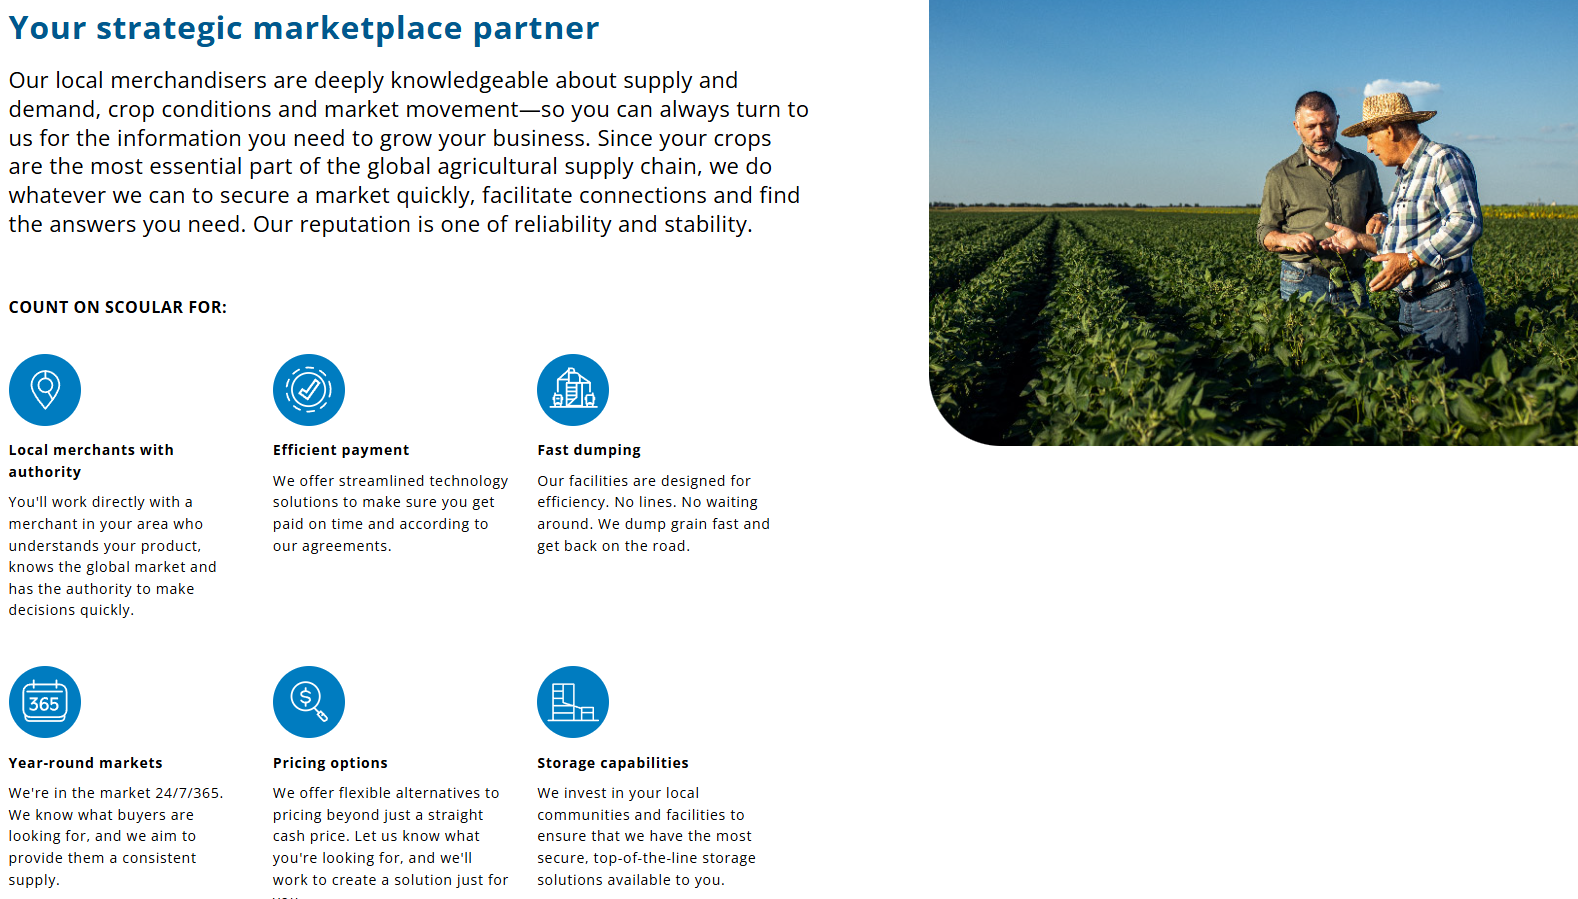 Your strategic marketplace partner
Our local merchandisers are deeply knowledgeable about supply and
demand, crop conditions and market movement—so you can always turn to
us for the information you need to grow your business. Since your crops
are the most essential part of the global agricultural supply chain, we do
whatever we can to secure a market quickly, facilitate connections and find
the answers you need. Our reputation is one of reliability and stability.
COUNT ON SCOULAR FOR:
Local merchants with
authority
You'll work directly with a
merchant in your area who
understands your product,
knows the global market and
has the authority to make
decisions quickly.
Efficient payment
We offer streamlined technology
solutions to make sure you get
paid on time and according to
our agreements.
Fast dumping
Our facilities are designed for
efficiency. No lines. No waiting
around. We dump grain fast and
get back on the road.
365
Year-round markets
We're in the market 24/7/365.
We know what buyers are
looking for, and we aim to
provide them a consistent
supply.
$
Pricing options
We offer flexible alternatives to
pricing beyond just a straight
cash price. Let us know what
you're looking for, and we'll
work to create a solution just for
Storage capabilities
We invest in your local
communities and facilities to
ensure that we have the most
secure, top-of-the-line storage
solutions available to you.